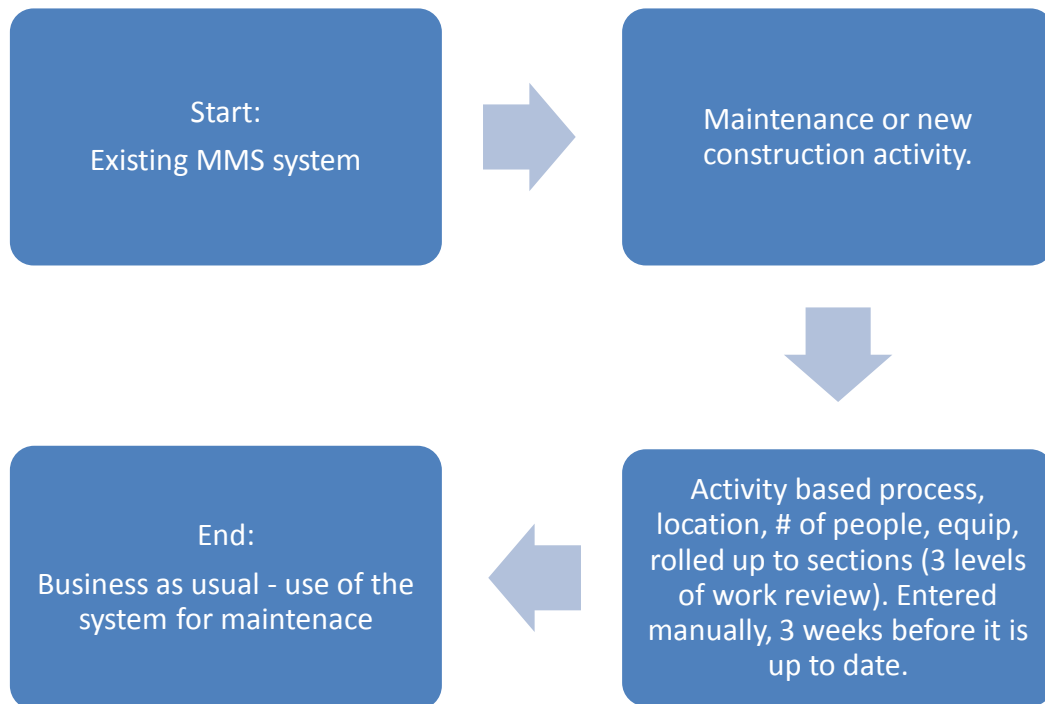 Start:
Existing MMS system
Maintenance or new
construction activity.
Activity based process,
location, # of people, equip,
rolled up to sections (3 levels
of work review). Entered
manually, 3 weeks before it is
up to date.
End:
Business as usual - use of the
system for maintenace